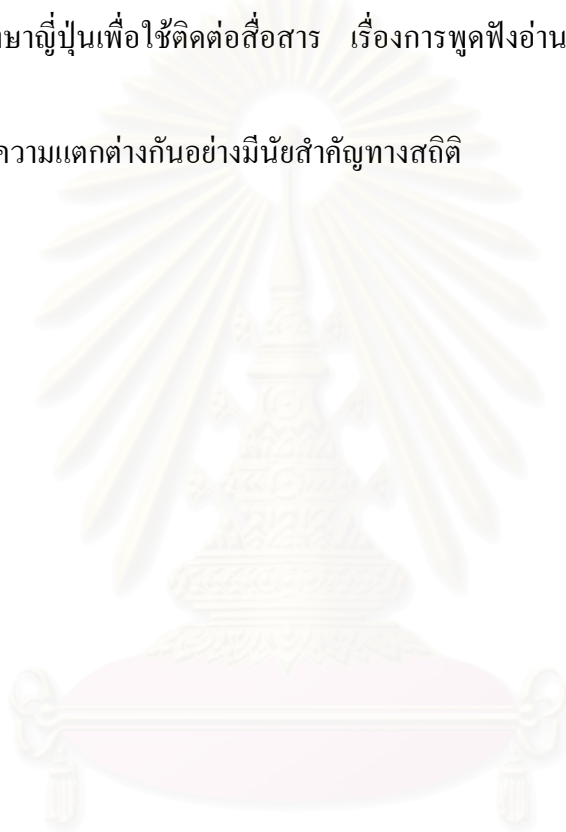 ษาญี่ปุ่นเพื่อใช้ติดต่อสื่อสาร เรื่องการพูดฟังอ่าน
ความแตกต่างกันอย่างมีนัยสำคัญทางสถิติ